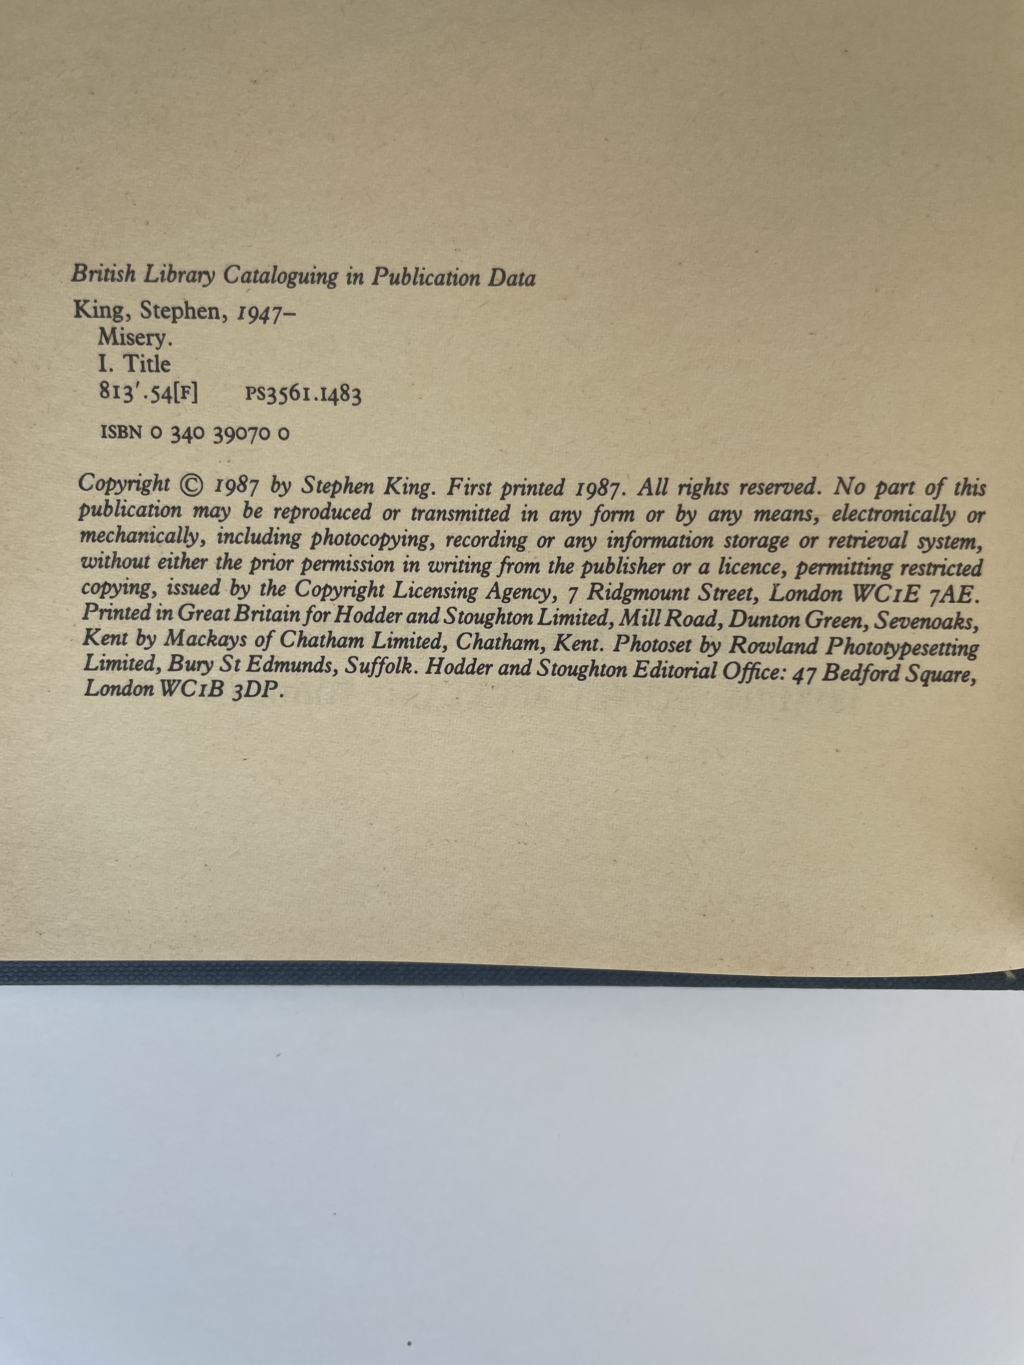 British Library Cataloguing in Publication Data
King, Stephen, 1947–
Misery.
I. Title
813'.54[F] PS3561.I483
ISBN 0 340 39070 0
Copyright © 1987 by Stephen King. First printed 1987. All rights reserved. No part of this
publication may be reproduced or transmitted in any form or by any means, electronically or
mechanically, including photocopying, recording or any information storage or retrieval system,
without either the prior permission in writing from the publisher or a licence, permitting restricted
copying, issued by the Copyright Licensing Agency, 7 Ridgmount Street, London WC1E 7AE.
Printed in Great Britain for Hodder and Stoughton Limited, Mill Road, Dunton Green, Sevenoaks,
Kent by Mackays of Chatham Limited, Chatham, Kent. Photoset by Rowland Phototypesetting
Limited, Bury St Edmunds, Suffolk. Hodder and Stoughton Editorial Office: 47 Bedford Square,
London WC1B 3DP.